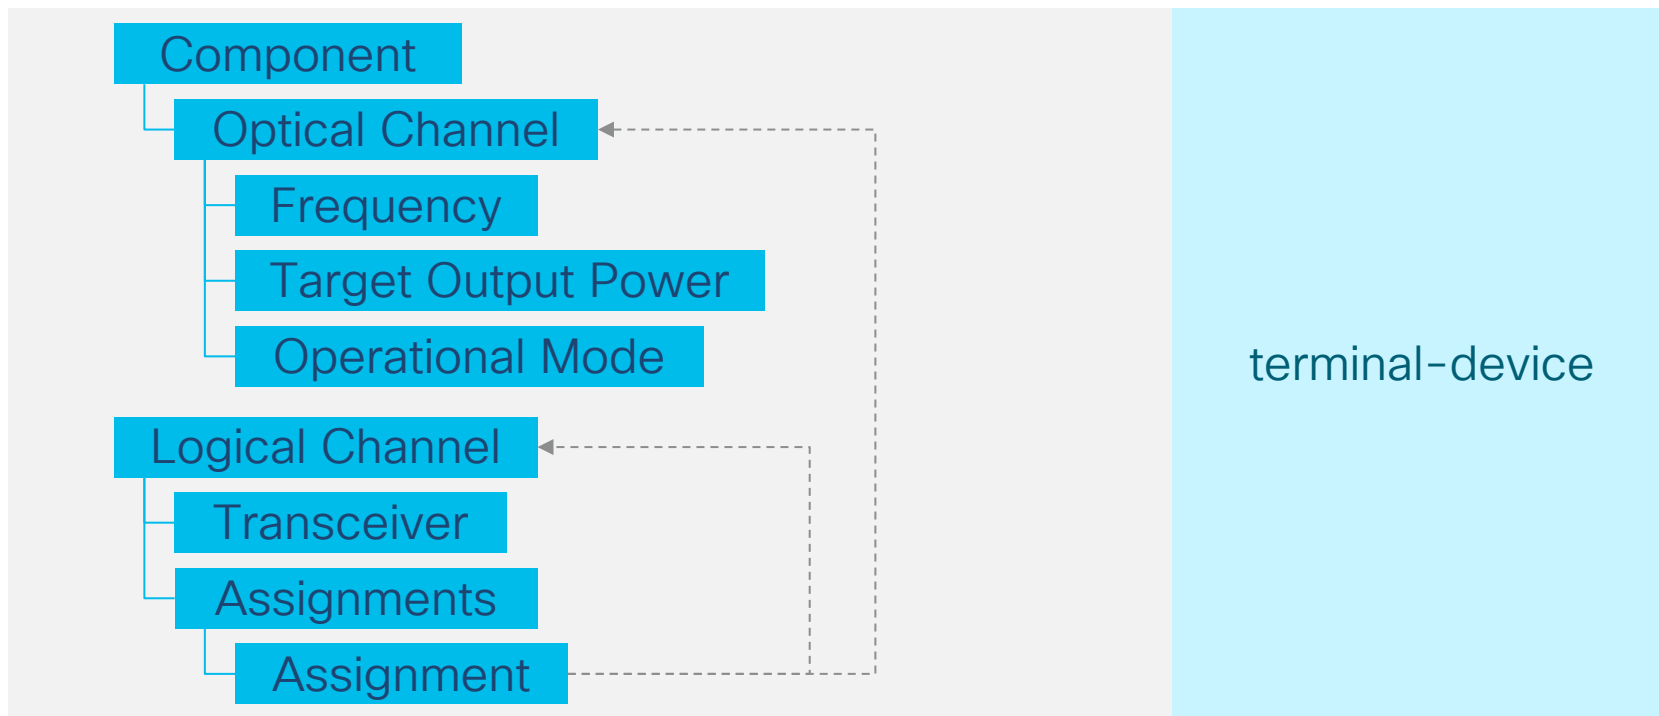 Component
Optical Channel
Frequency
Target Output Power
Operational Mode
Logical Channel
Transceiver
Assignments
Assignment
terminal-device